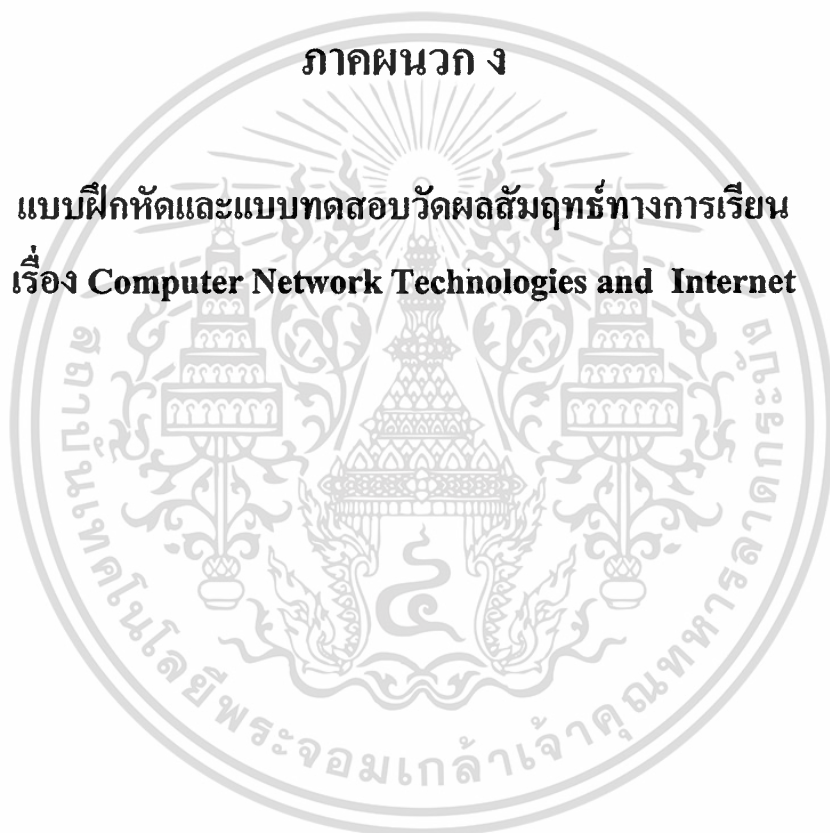 ภาคผนวก ง
แบบฝึกหัดและแบบทดสอบวัดผลสัมฤทธ์ทางการเรียน
เรื่อง Computer Network Technologies and Internet
สถาบันเทคโนโลยีพระจอมเกล้าเจ้าคุณทหารลาดกระบัง